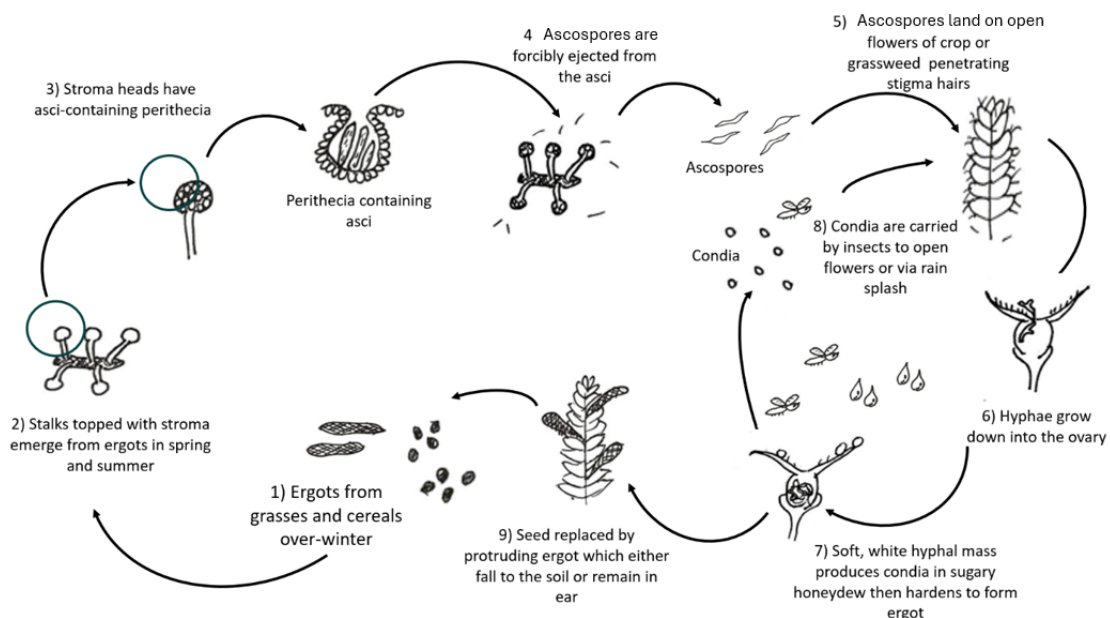 1) Ergots from
grasses and cereals
over-winter
2) Stalks topped with stroma
emerge from ergots in spring
and summer
3) Stroma heads have
asci-containing perithecia
Perithecia containing
asci
4 Ascospores are
forcibly ejected from
the asci
Ascospores
5) Ascospores land on open
flowers of crop or
grassweed penetrating
stigma hairs
6) Hyphae grow
down into the ovary
7) Soft, white hyphal mass
produces condia in sugary
honeydew then hardens to form
ergot
Condia
8) Condia are carried
by insects to open
flowers or via rain
splash
9) Seed replaced by
protruding ergot which either
fall to the soil or remain in
ear